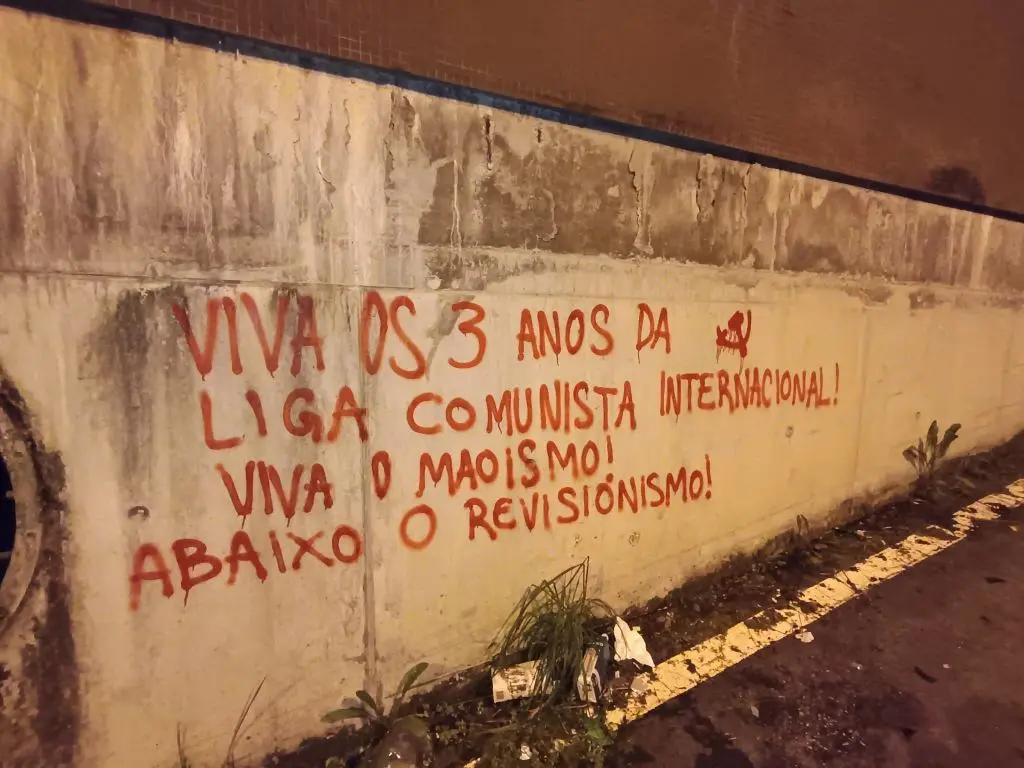 VIVA OS 3 ANOS DA
LIGA COMUNISTA INTERNACIONAL!
VIVA O MAOISMO!
ABAIXO O REVISIONISMO!